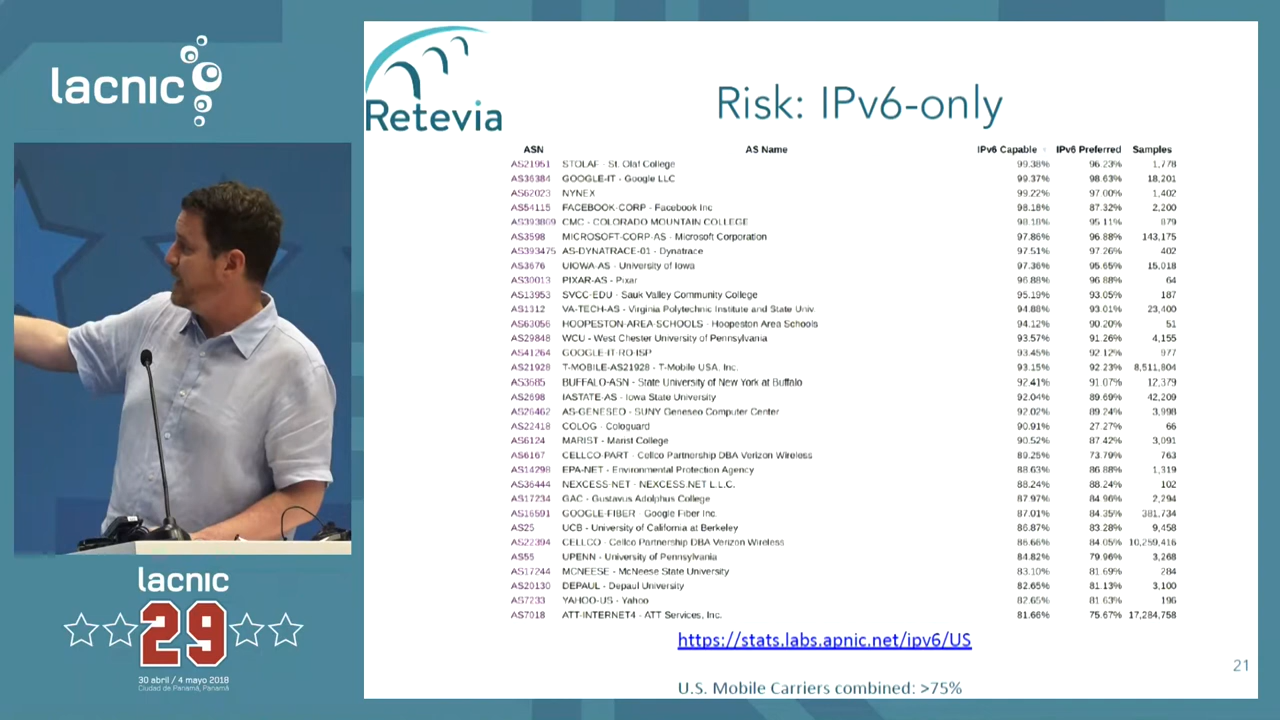 lacnic
Retevia
Risk: IPv6-only
ASN AS Name IPv6 Capable IPv6 Preferred Samples
AS21951 STOLAF - St. Olaf College 99.38% 96.23% 1,778
AS36384 GOOGLE-IT - Google LLC 99.37% 98.63% 18,201
AS62023 NYNEX 99.22% 97.00% 1,402
AS54115 FACEBOOK-CORP - Facebook Inc 98.18% 87.32% 2,200
AS393809 CMC - COLORADO MOUNTAIN COLLEGE 98.18% 95.11% 879
AS3598 MICROSOFT-CORP-AS - Microsoft Corporation 97.86% 96.88% 143,175
AS393475 AS-DYNATRACE-01 - Dynatrace 97.51% 97.26% 402
AS3676 UIOWA-AS - University of Iowa 97.36% 95.65% 15,018
AS30013 PIXAR-AS - Pixar 96.88% 96.88% 64
AS13953 SVCC-EDU - Sauk Valley Community College 95.19% 93.05% 187
AS1312 VA-TECH-AS - Virginia Polytechnic Institute and State Univ. 94.88% 93.01% 23,400
AS63056 HOOPESTON-AREA-SCHOOLS - Hoopeston Area Schools 94.12% 90.20% 51
AS29848 WCU - West Chester University of Pennsylvania 93.57% 91.26% 4,155
AS41264 GOOGLE-IT-RO-ISP 93.45% 92.12% 977
AS21928 T-MOBILE-AS21928 - T-Mobile USA, Inc. 93.15% 92.23% 8,511,804
AS3685 BUFFALO-ASN - State University of New York at Buffalo 92.41% 91.07% 12,379
AS2698 IASTATE-AS - Iowa State University 92.04% 89.69% 42,209
AS26462 AS-GENESEO - SUNY Geneseo Computer Center 92.02% 89.24% 3,998
AS22418 COLOG - Cologuard 90.91% 27.27% 66
AS6124 MARIST - Marist College 90.52% 87.42% 3,091
AS6167 CELLCO-PART - Cellco Partnership DBA Verizon Wireless 89.25% 73.79% 763
AS14298 EPA-NET - Environmental Protection Agency 88.63% 86.88% 1,319
AS36444 NEXCESS-NET - NEXCESS.NET L.L.C. 88.24% 88.24% 102
AS17234 GAC - Gustavus Adolphus College 87.97% 84.96% 2,294
AS16591 GOOGLE-FIBER - Google Fiber Inc. 87.01% 84.35% 381,734
AS25 UCB - University of California at Berkeley 86.87% 83.28% 9,458
AS22394 CELLCO - Cellco Partnership DBA Verizon Wireless 86.66% 84.05% 10,259,416
AS55 UPENN - University of Pennsylvania 84.82% 79.96% 3,268
AS17244 MCNEESE - McNeese State University 83.10% 81.69% 284
AS20130 DEPAUL - Depaul University 82.65% 81.13% 3,100
AS7233 YAHOO-US - Yahoo 82.65% 81.63% 196
AS7018 ATT-INTERNET4 - ATT Services, Inc. 81.66% 75.67% 17,284,758
https://stats.labs.apnic.net/ipv6/US
21
U.S. Mobile Carriers combined: >75%
lacnic
29
30 abril / 4 mayo 2018
Ciudad de Panamá, Panamá